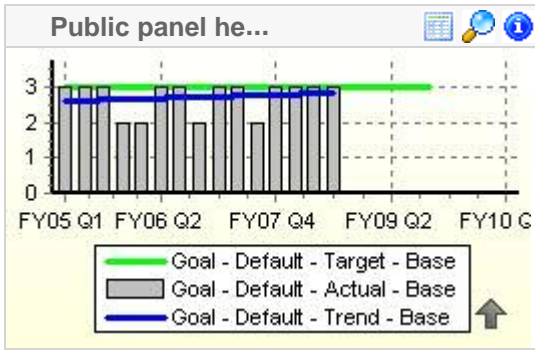 Public panel he...
3
2
1
0
FY05 Q1 FY06 Q2 FY07 Q4 FY09 Q2 FY10 Q
Goal - Default - Target - Base
Goal - Default - Actual - Base
Goal - Default - Trend - Base